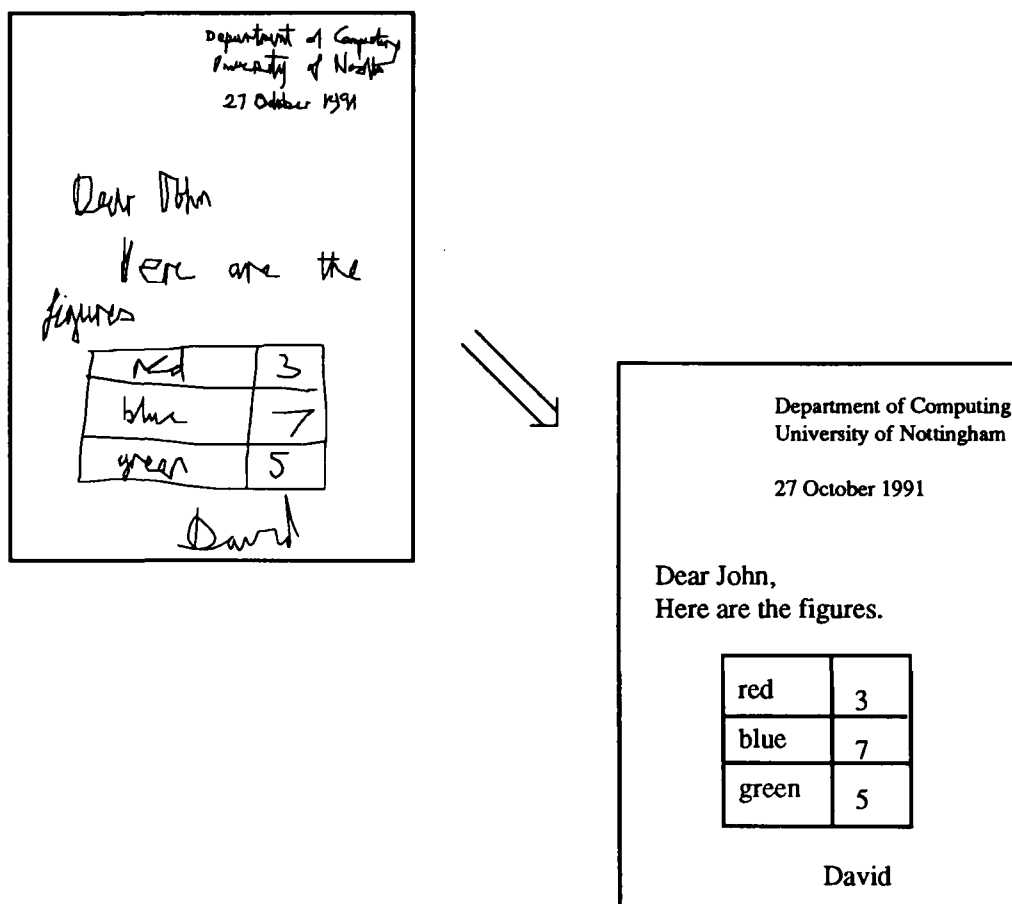 Department of Computing
University of Notts
27 October 1991
Dear John
Here are the
figures
red 3
blue 7
green 5
David
Department of Computing
University of Nottingham
27 October 1991
Dear John,
Here are the figures.
red 3
blue 7
green 5
David